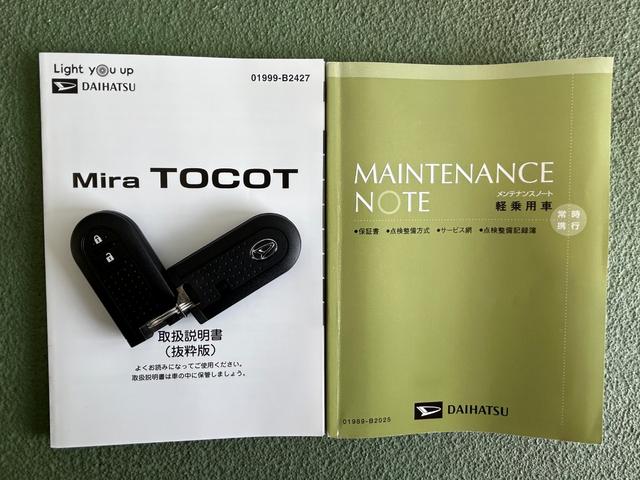 Light you up
DAIHATSU
01999-B2427
Mira TOCOT
取扱説明書
（抜粋版）
よくお読みになってご使用ください。
取扱説明書は車の中に保管しましょう。
MAINTENANCE
NOTE
メンテナンスノート
軽乗用車
常時
携行
●保証書 ●点検整備方式 ●サービス網 ●点検整備記録簿
01989-B2025
DAIHATSU